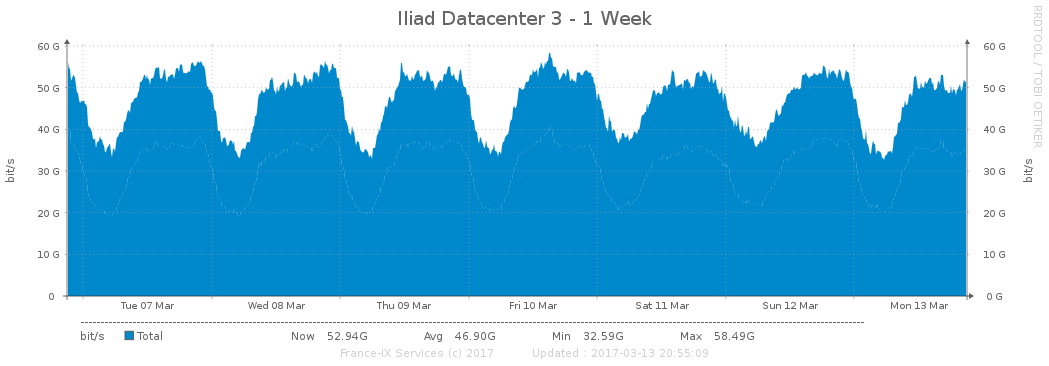 Iliad Datacenter 3 - 1 Week
RRDTOOL / TOBI OETIKER
60 G 60 G
50 G 50 G
40 G 40 G
30 G 30 G
20 G 20 G
10 G 10 G
0 0 G
bit/s bit/s
Tue 07 Mar Wed 08 Mar Thu 09 Mar Fri 10 Mar Sat 11 Mar Sun 12 Mar Mon 13 Mar
bit/s Total Now 52.94G Avg 46.90G Min 32.59G Max 58.49G
France-IX Services (c) 2017 Updated : 2017-03-13 20:55:09